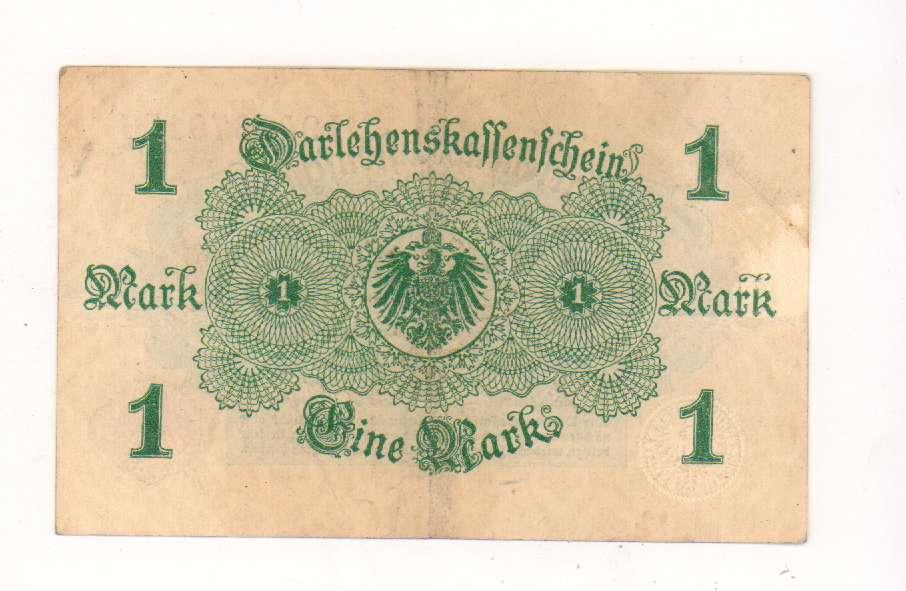 Darlehenskassenschein
1 1
Mark 1 1 Mark
1 1
Eine Mark